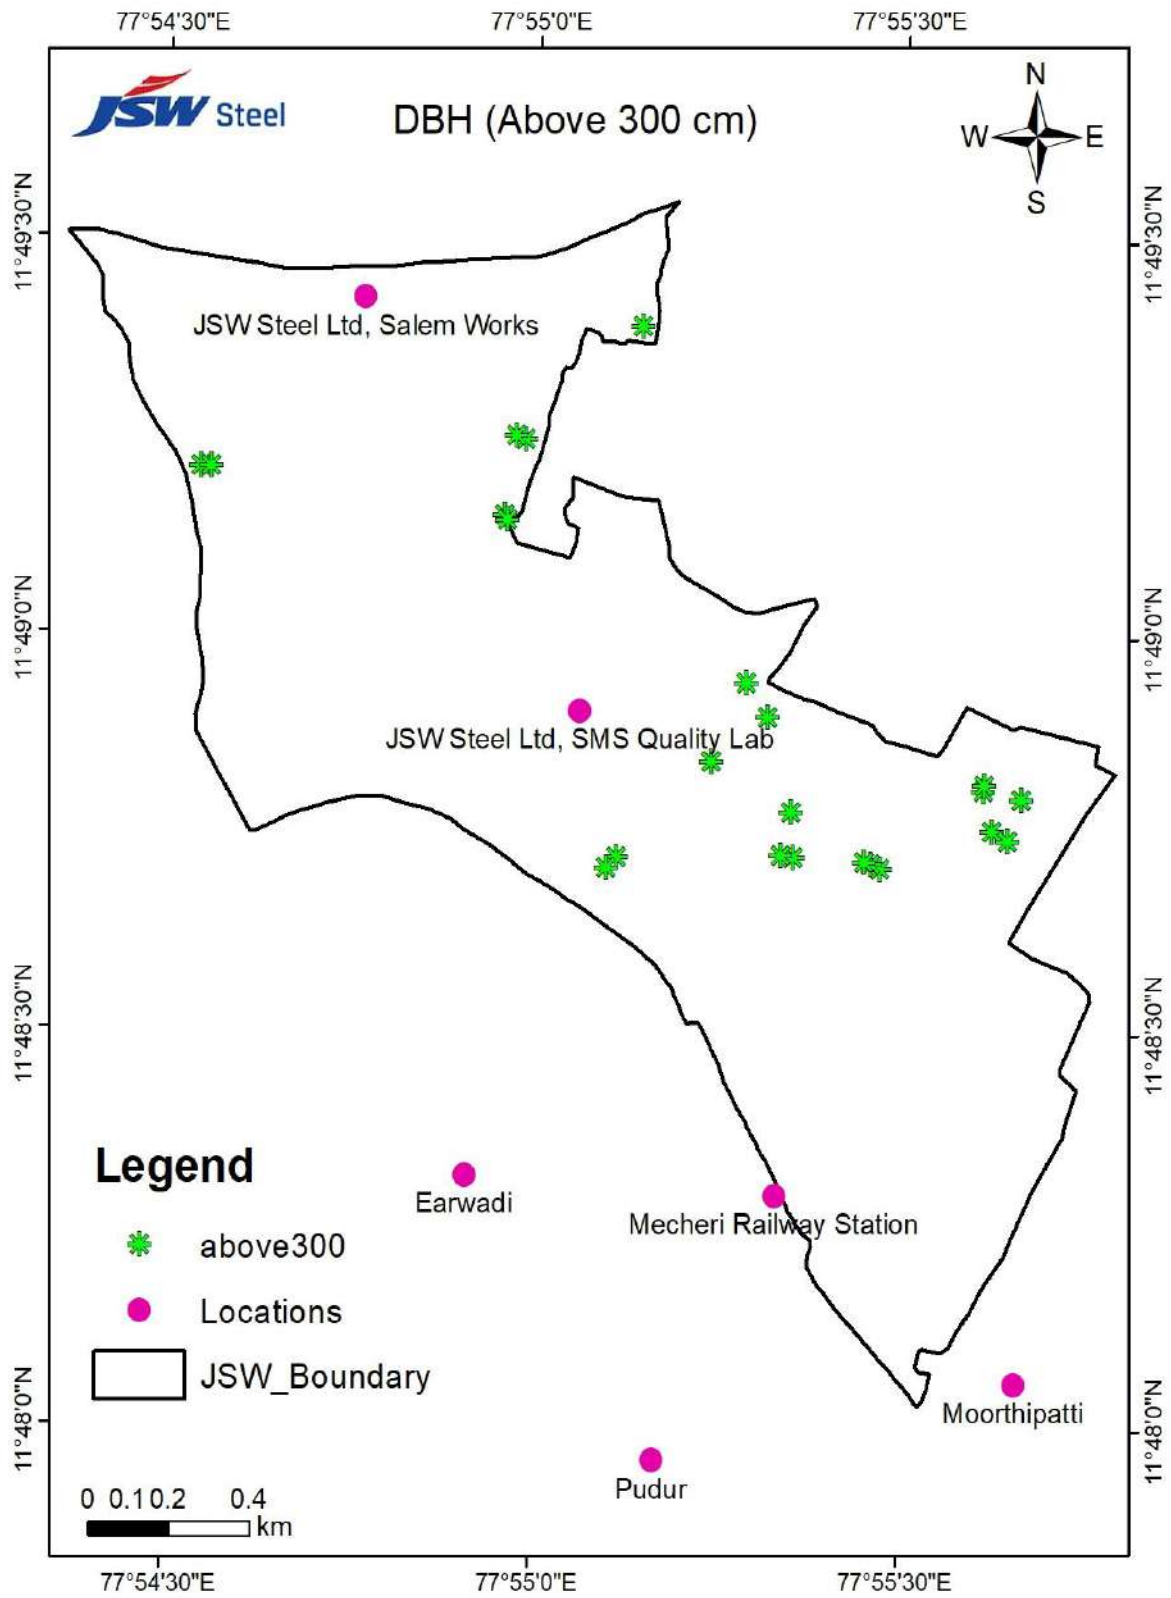 77°54'30"E 77°55'0"E 77°55'30"E
JSW Steel
DBH (Above 300 cm)
N
W E
S
11°49'30"N
11°49'30"N
JSW Steel Ltd, Salem Works
11°49'0"N
11°49'0"N
JSW Steel Ltd, SMS Quality Lab
11°48'30"N
11°48'30"N
Legend
Earwadi
Mecheri Railway Station
above300
Locations
JSW_Boundary
11°48'0"N
11°48'0"N
Moorthipatti
Pudur
0 0.1 0.2 0.4
km
77°54'30"E 77°55'0"E 77°55'30"E